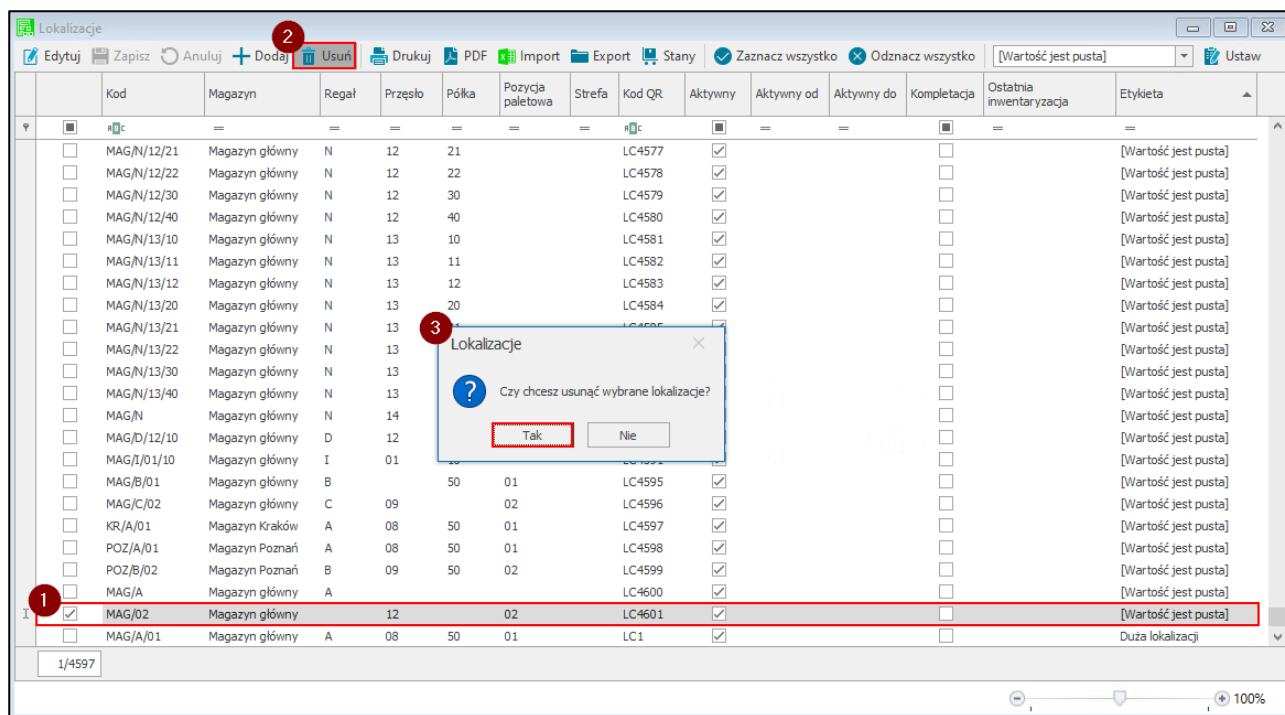 Lokalizacje
2
Edytuj Zapisz Anuluj Dodaj Usuń Drukuj PDF Import Export Stany Zaznacz wszystko Odznacz wszystko [Wartość jest pusta] Ustaw
Kod Magazyn Regał Przęsło Półka Pozycja paletowa Strefa Kod QR Aktywny Aktywny od Aktywny do Kompletacja Ostatnia inwentaryzacja Etykieta
MAG/N/12/21 Magazyn główny N 12 21 LC4577 [Wartość jest pusta]
MAG/N/12/22 Magazyn główny N 12 22 LC4578 [Wartość jest pusta]
MAG/N/12/30 Magazyn główny N 12 30 LC4579 [Wartość jest pusta]
MAG/N/12/40 Magazyn główny N 12 40 LC4580 [Wartość jest pusta]
MAG/N/13/10 Magazyn główny N 13 10 LC4581 [Wartość jest pusta]
MAG/N/13/11 Magazyn główny N 13 11 LC4582 [Wartość jest pusta]
MAG/N/13/12 Magazyn główny N 13 12 LC4583 [Wartość jest pusta]
MAG/N/13/20 Magazyn główny N 13 20 LC4584 [Wartość jest pusta]
MAG/N/13/21 Magazyn główny N 13 [Wartość jest pusta]
MAG/N/13/22 Magazyn główny N 13 [Wartość jest pusta]
MAG/N/13/30 Magazyn główny N 13 [Wartość jest pusta]
MAG/N/13/40 Magazyn główny N 13 [Wartość jest pusta]
MAG/N Magazyn główny N 14 [Wartość jest pusta]
MAG/D/12/10 Magazyn główny D 12 [Wartość jest pusta]
MAG/I/01/10 Magazyn główny I 01 [Wartość jest pusta]
3
Lokalizacje
Czy chcesz usunąć wybrane lokalizacje?
Tak Nie
MAG/B/01 Magazyn główny B 50 01 LC4595 [Wartość jest pusta]
MAG/C/02 Magazyn główny C 09 02 LC4596 [Wartość jest pusta]
KR/A/01 Magazyn Kraków A 08 50 01 LC4597 [Wartość jest pusta]
POZ/A/01 Magazyn Poznań A 08 50 01 LC4598 [Wartość jest pusta]
POZ/B/02 Magazyn Poznań B 09 50 02 LC4599 [Wartość jest pusta]
MAG/A Magazyn główny A LC4600 [Wartość jest pusta]
1
MAG/02 Magazyn główny 12 02 LC4601 [Wartość jest pusta]
MAG/A/01 Magazyn główny A 08 50 01 LC1 Duża lokalizacji
1/4597
100%